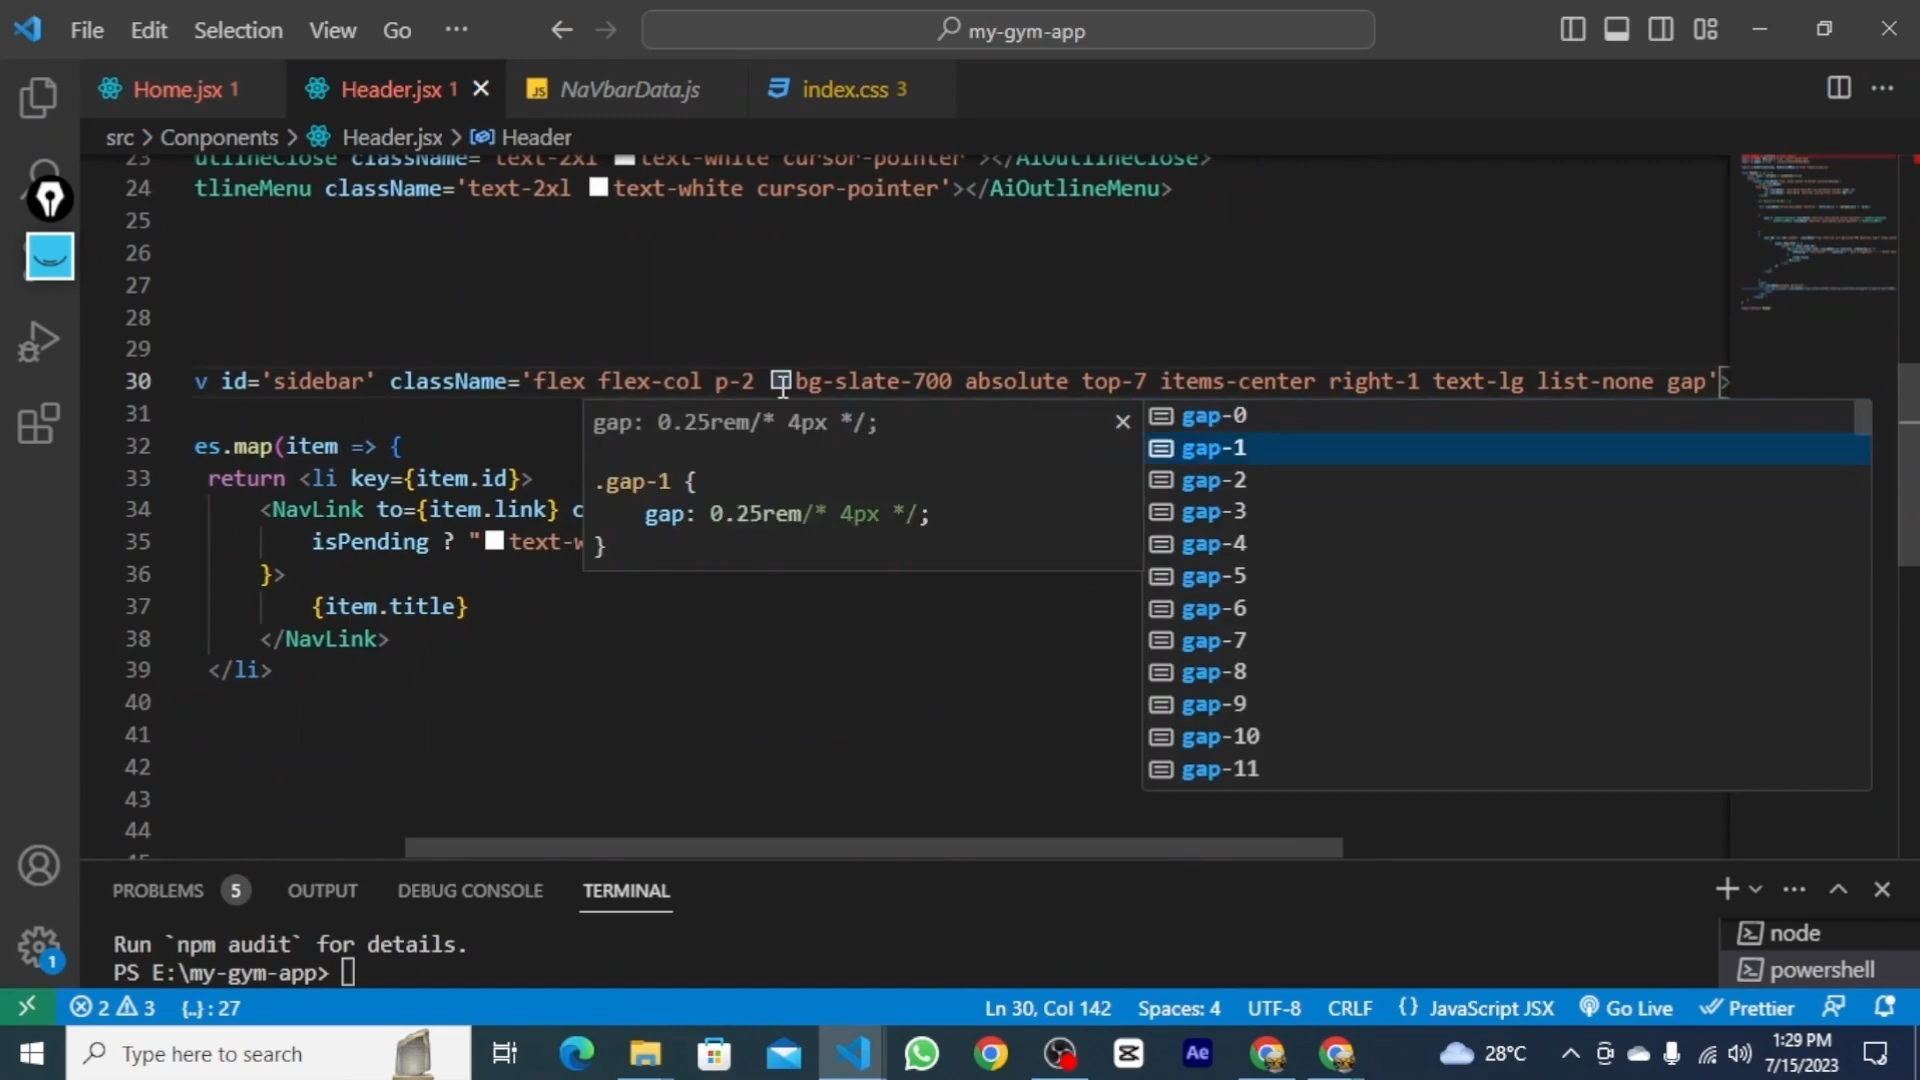 File Edit Selection View Go ··· my-gym-app
Home.jsx 1 Header.jsx 1 NaVbarData.js index.css 3
src > Conponents > Header.jsx > Header
23 utlineClose className='text-2xl text-white cursor-pointer'></AiOutlineClose>
24 tlineMenu className='text-2xl text-white cursor-pointer'></AiOutlineMenu>
25
26
27
28
29
30 v id='sidebar' className='flex flex-col p-2 bg-slate-700 absolute top-7 items-center right-1 text-lg list-none gap'>
31
32 es.map(item => {
33 return <li key={item.id}>
34 <NavLink to={item.link} c
35 isPending ? "text-w
36 }>
37 {item.title}
38 </NavLink>
39 </li>
40
41
42
43
44
45
gap: 0.25rem/* 4px */;
.gap-1 {
gap: 0.25rem/* 4px */;
}
gap-0
gap-1
gap-2
gap-3
gap-4
gap-5
gap-6
gap-7
gap-8
gap-9
gap-10
gap-11
PROBLEMS 5 OUTPUT DEBUG CONSOLE TERMINAL
Run `npm audit` for details.
PS E:\my-gym-app>
node
powershell
1
2 3 {..} : 27 Ln 30, Col 142 Spaces: 4 UTF-8 CRLF {} JavaScript JSX Go Live Prettier
Type here to search
Ae
28°C
1:29 PM
7/15/2023